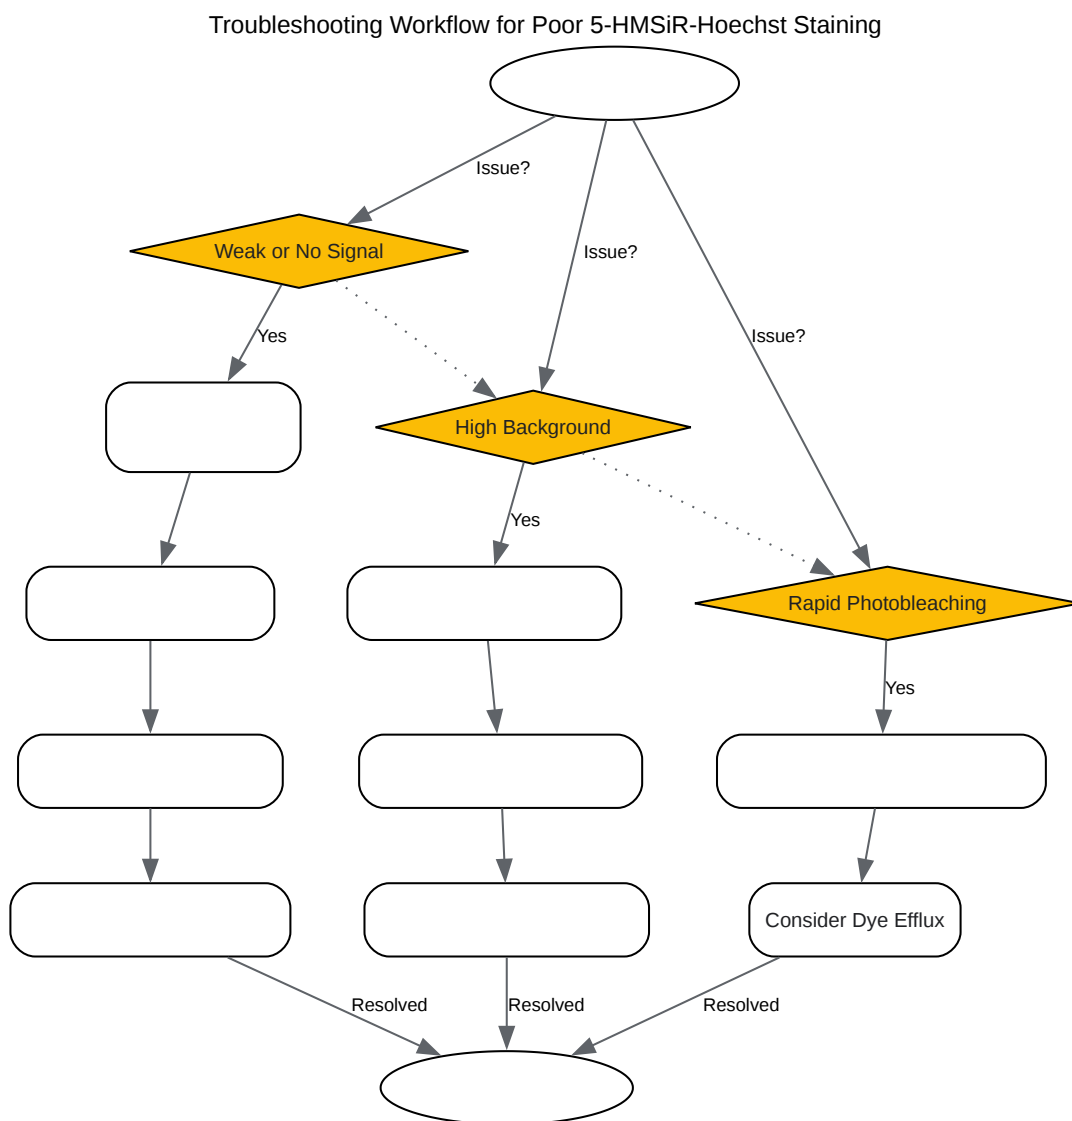 Troubleshooting Workflow for Poor 5-HMSiR-Hoechst Staining
Issue?
Weak or No Signal
Issue?
Yes
Issue?
High Background
Yes
Rapid Photobleaching
Yes
Consider Dye Efflux
Resolved
Resolved
Resolved